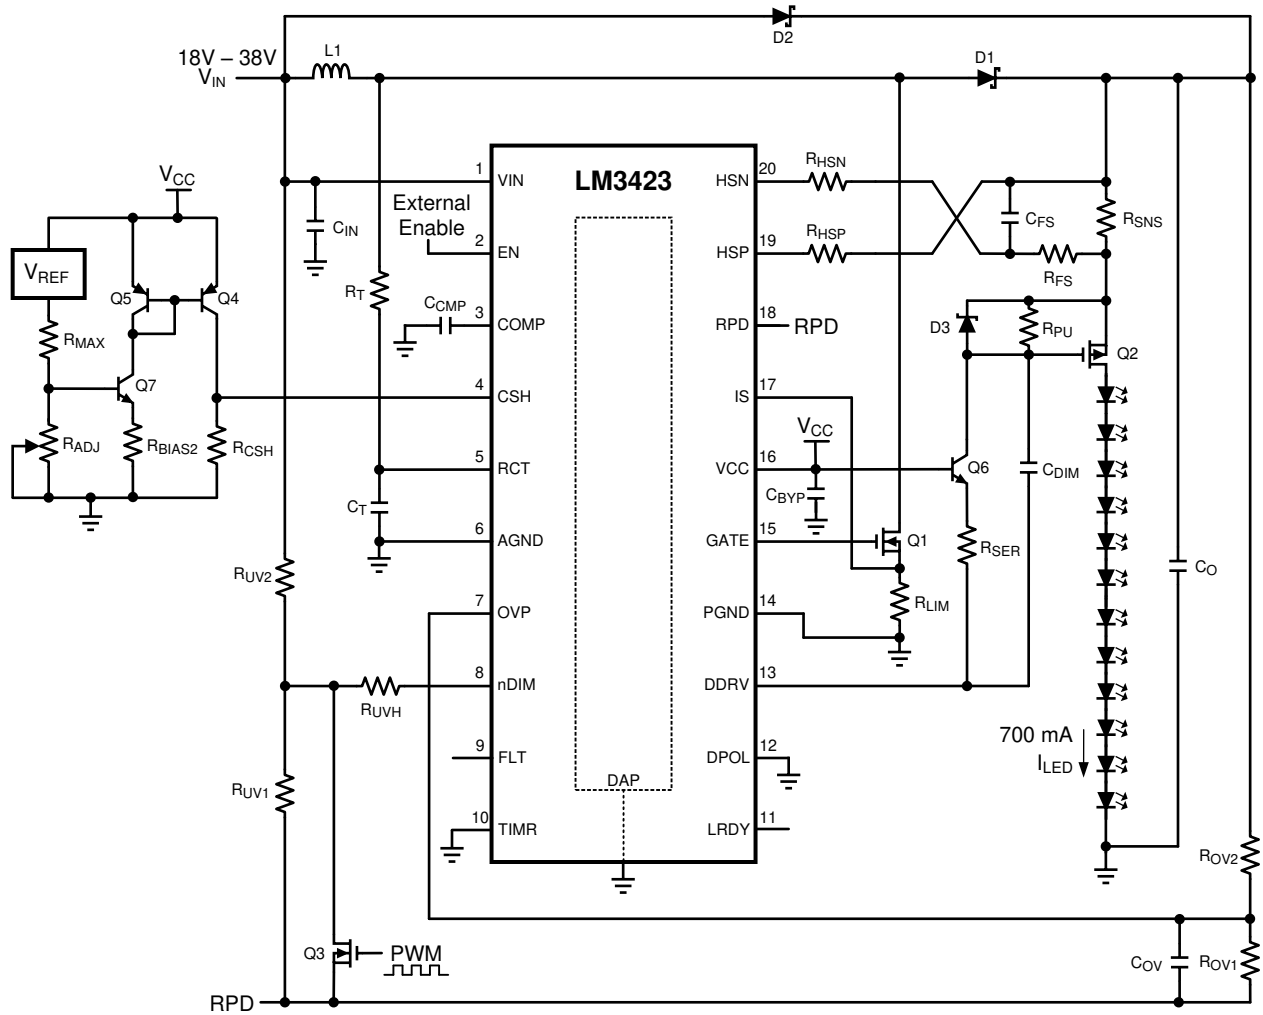 D2
18V – 38V
VIN
L1
D1
LM3423
1
VIN
HSN
20
RHSN
VCC
External
Enable
CIN
CFS
RSNS
2
EN
HSP
19
RHSP
VREF
Q5
Q4
RT
CCMP
3
COMP
RPD
18
RPD
D3
RPU
RFS
Q2
RMAX
Q7
4
CSH
IS
17
RADJ
RBIAS2
RCSH
VCC
5
RCT
VCC
16
Q6
CDIM
CT
CBYP
6
AGND
GATE
15
Q1
RSER
CO
RUV2
7
OVP
PGND
14
RLIM
8
nDIM
DDRV
13
RUVH
700 mA
ILED
9
FLT
DPOL
12
RUV1
DAP
10
TIMR
LRDY
11
ROV2
Q3
PWM
COV
ROV1
RPD